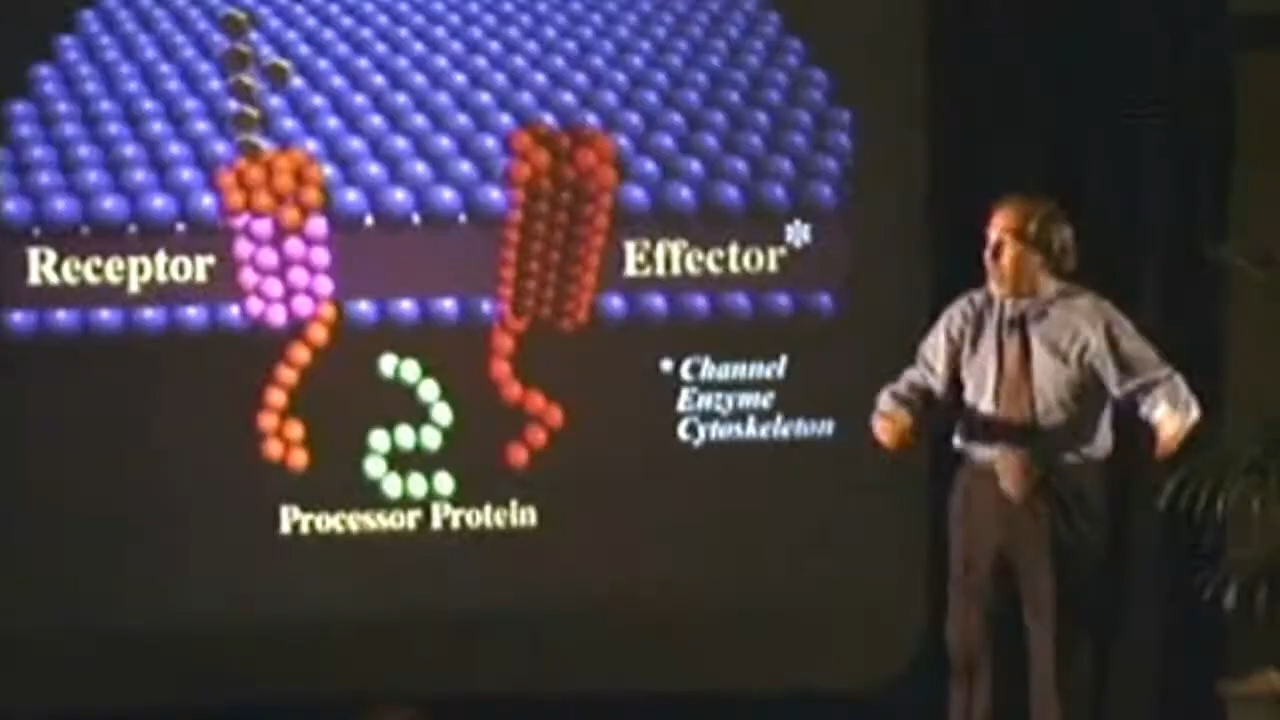 Receptor
Effector*
* Channel
Enzyme
Cytoskeleton
Processor Protein